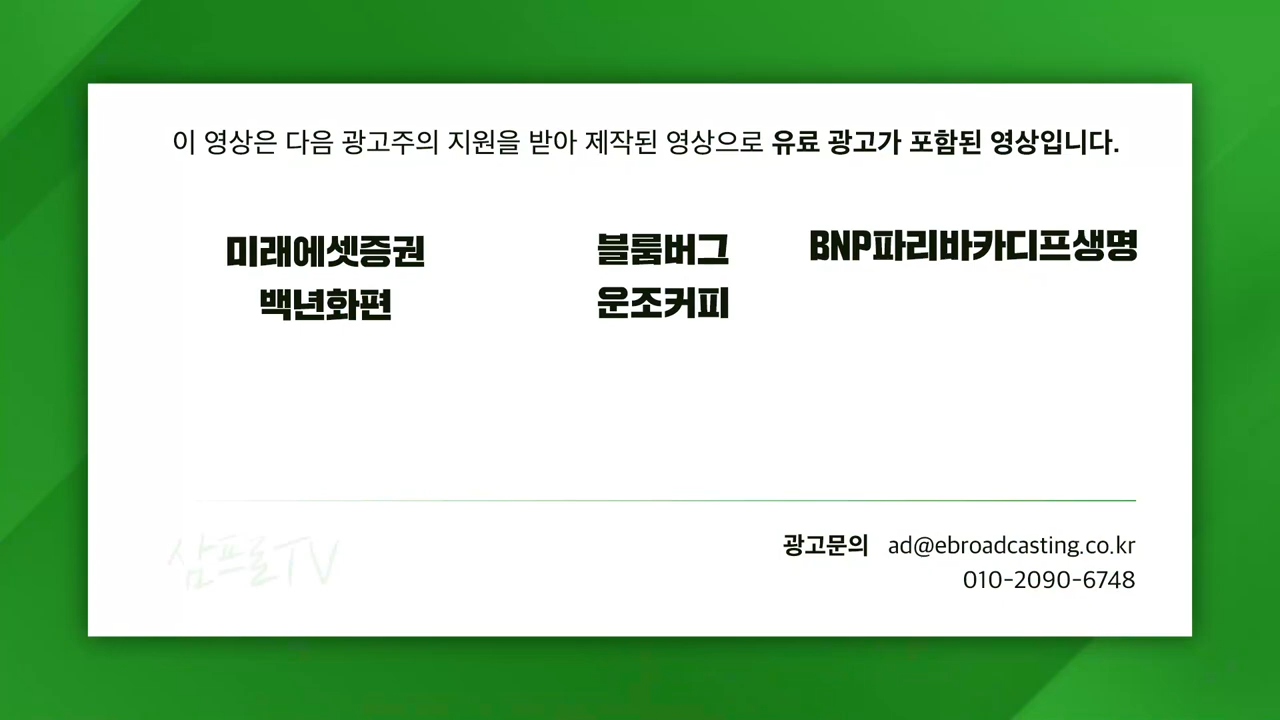 이 영상은 다음 광고주의 지원을 받아 제작된 영상으로 유료 광고가 포함된 영상입니다.
미래에셋증권 블룸버그 BNP파리바카디프생명
백년화편 운조커피
삼프로TV
광고문의 ad@ebroadcasting.co.kr
010-2090-6748